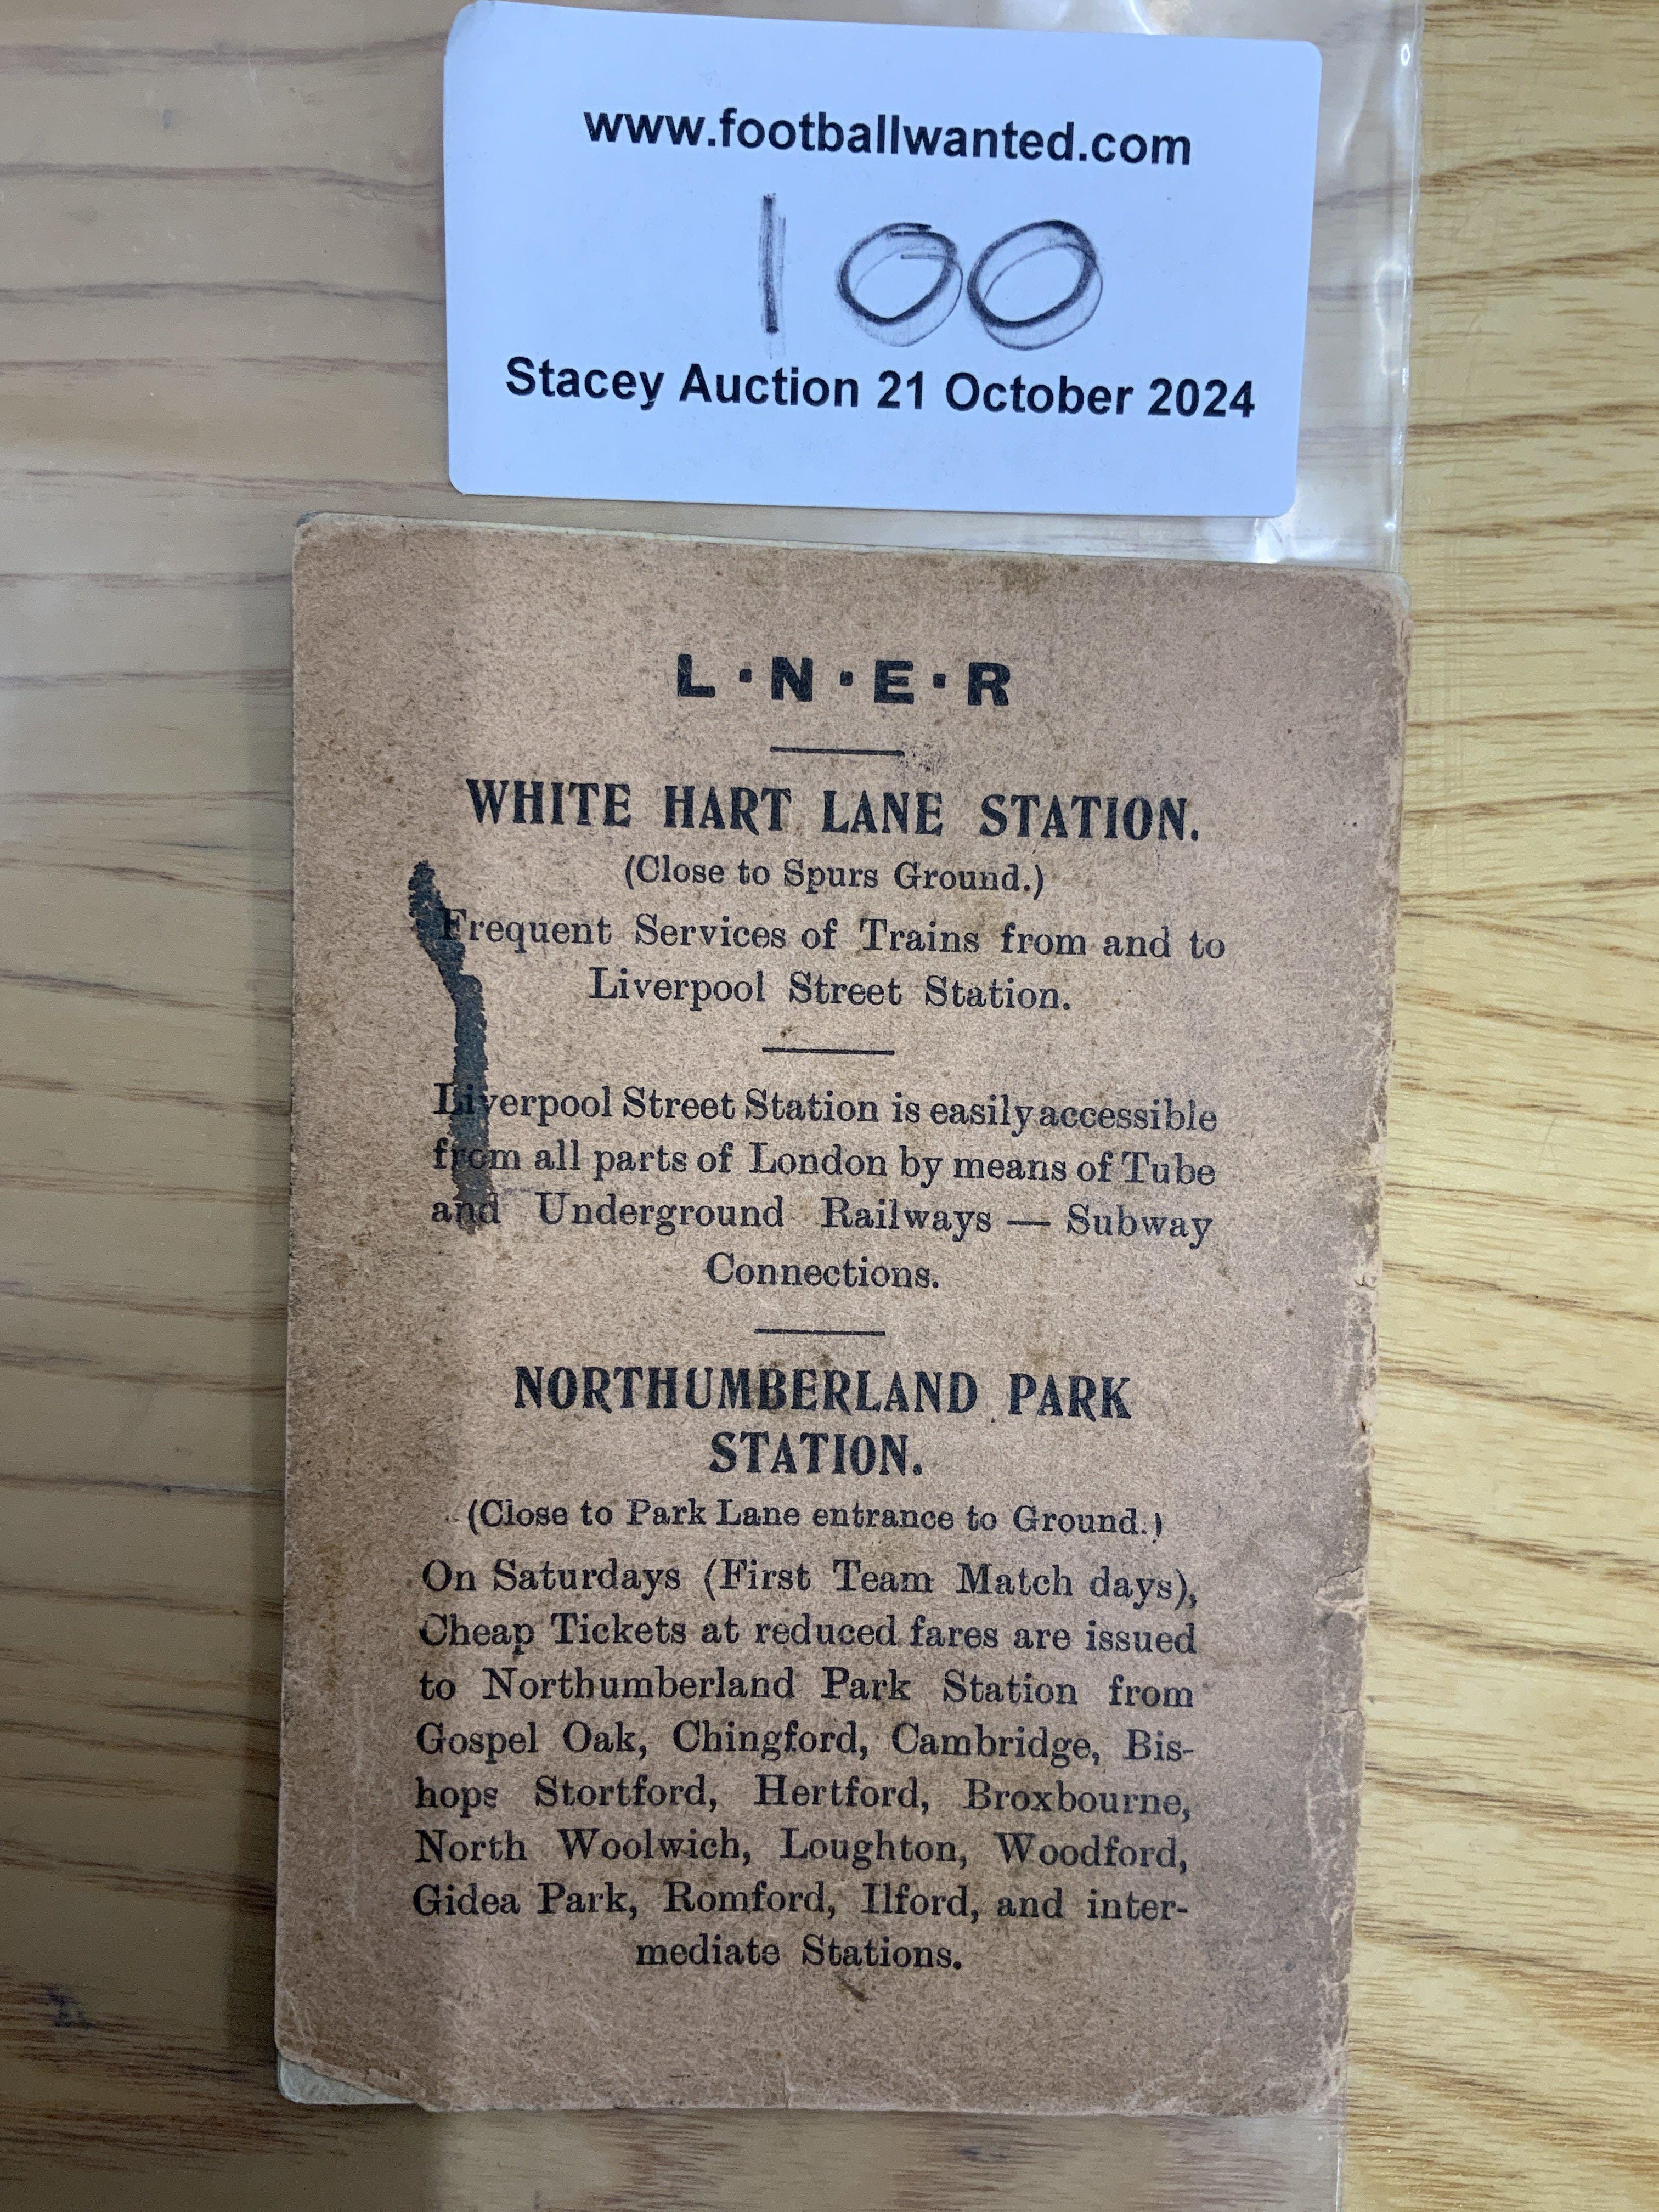 www.footballwanted.com
100
Stacey Auction 21 October 2024
L·N·E·R
WHITE HART LANE STATION.
(Close to Spurs Ground.)
Frequent Services of Trains from and to
Liverpool Street Station.
Liverpool Street Station is easily accessible
from all parts of London by means of Tube
and Underground Railways — Subway
Connections.
NORTHUMBERLAND PARK
STATION.
(Close to Park Lane entrance to Ground.)
On Saturdays (First Team Match days),
Cheap Tickets at reduced fares are issued
to Northumberland Park Station from
Gospel Oak, Chingford, Cambridge, Bis-
hops Stortford, Hertford, Broxbourne,
North Woolwich, Loughton, Woodford,
Gidea Park, Romford, Ilford, and inter-
mediate Stations.